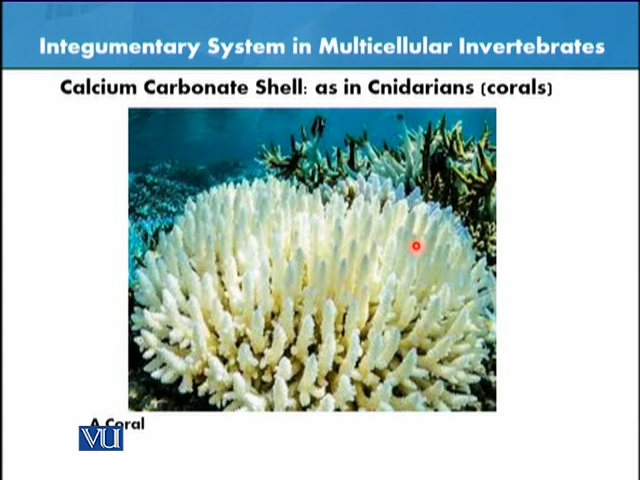 Integumentary System in Multicellular Invertebrates
Calcium Carbonate Shell: as in Cnidarians (corals)
A Coral
VU